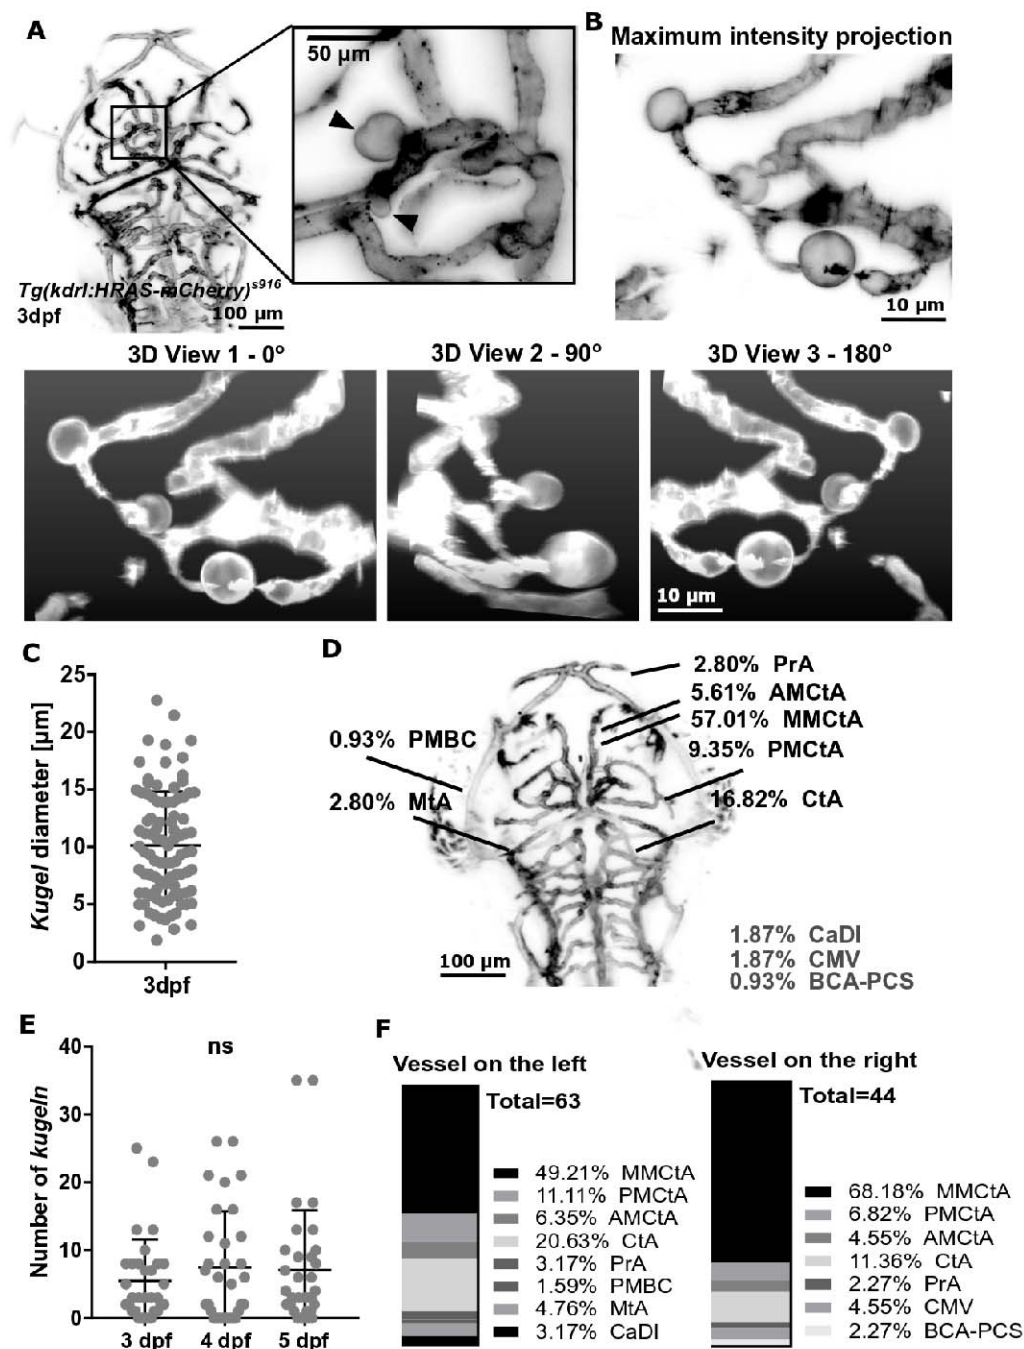 A
50 µm
Tg(kdrl:HRAS-mCherry)s916
3dpf
100 µm
B
Maximum intensity projection
10 µm
3D View 1 - 0°
3D View 2 - 90°
3D View 3 - 180°
10 µm
C
25
20
15
10
5
0
Kugel diameter [µm]
3dpf
D
2.80% PrA
5.61% AMCtA
57.01% MMCtA
9.35% PMCtA
16.82% CtA
0.93% PMBC
2.80% MtA
100 µm
1.87% CaDI
1.87% CMV
0.93% BCA-PCS
E
ns
40
30
20
10
0
Number of kugeln
3 dpf
4 dpf
5 dpf
F
Vessel on the left
Total=63
49.21% MMCtA
11.11% PMCtA
6.35% AMCtA
20.63% CtA
3.17% PrA
1.59% PMBC
4.76% MtA
3.17% CaDI
Vessel on the right
Total=44
68.18% MMCtA
6.82% PMCtA
4.55% AMCtA
11.36% CtA
2.27% PrA
4.55% CMV
2.27% BCA-PCS